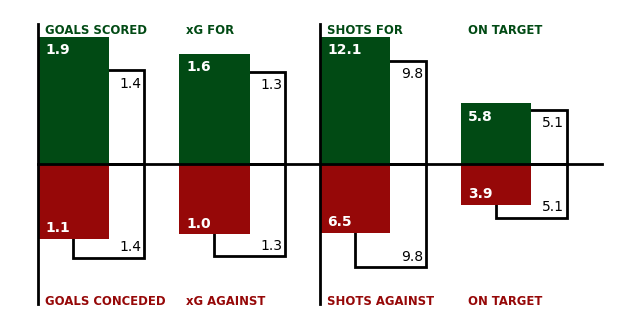 GOALS SCORED xG FOR SHOTS FOR ON TARGET
1.9 1.4 1.6 1.3 12.1 9.8 5.8 5.1
1.1 1.4 1.0 1.3 6.5 9.8 3.9 5.1
GOALS CONCEDED xG AGAINST SHOTS AGAINST ON TARGET